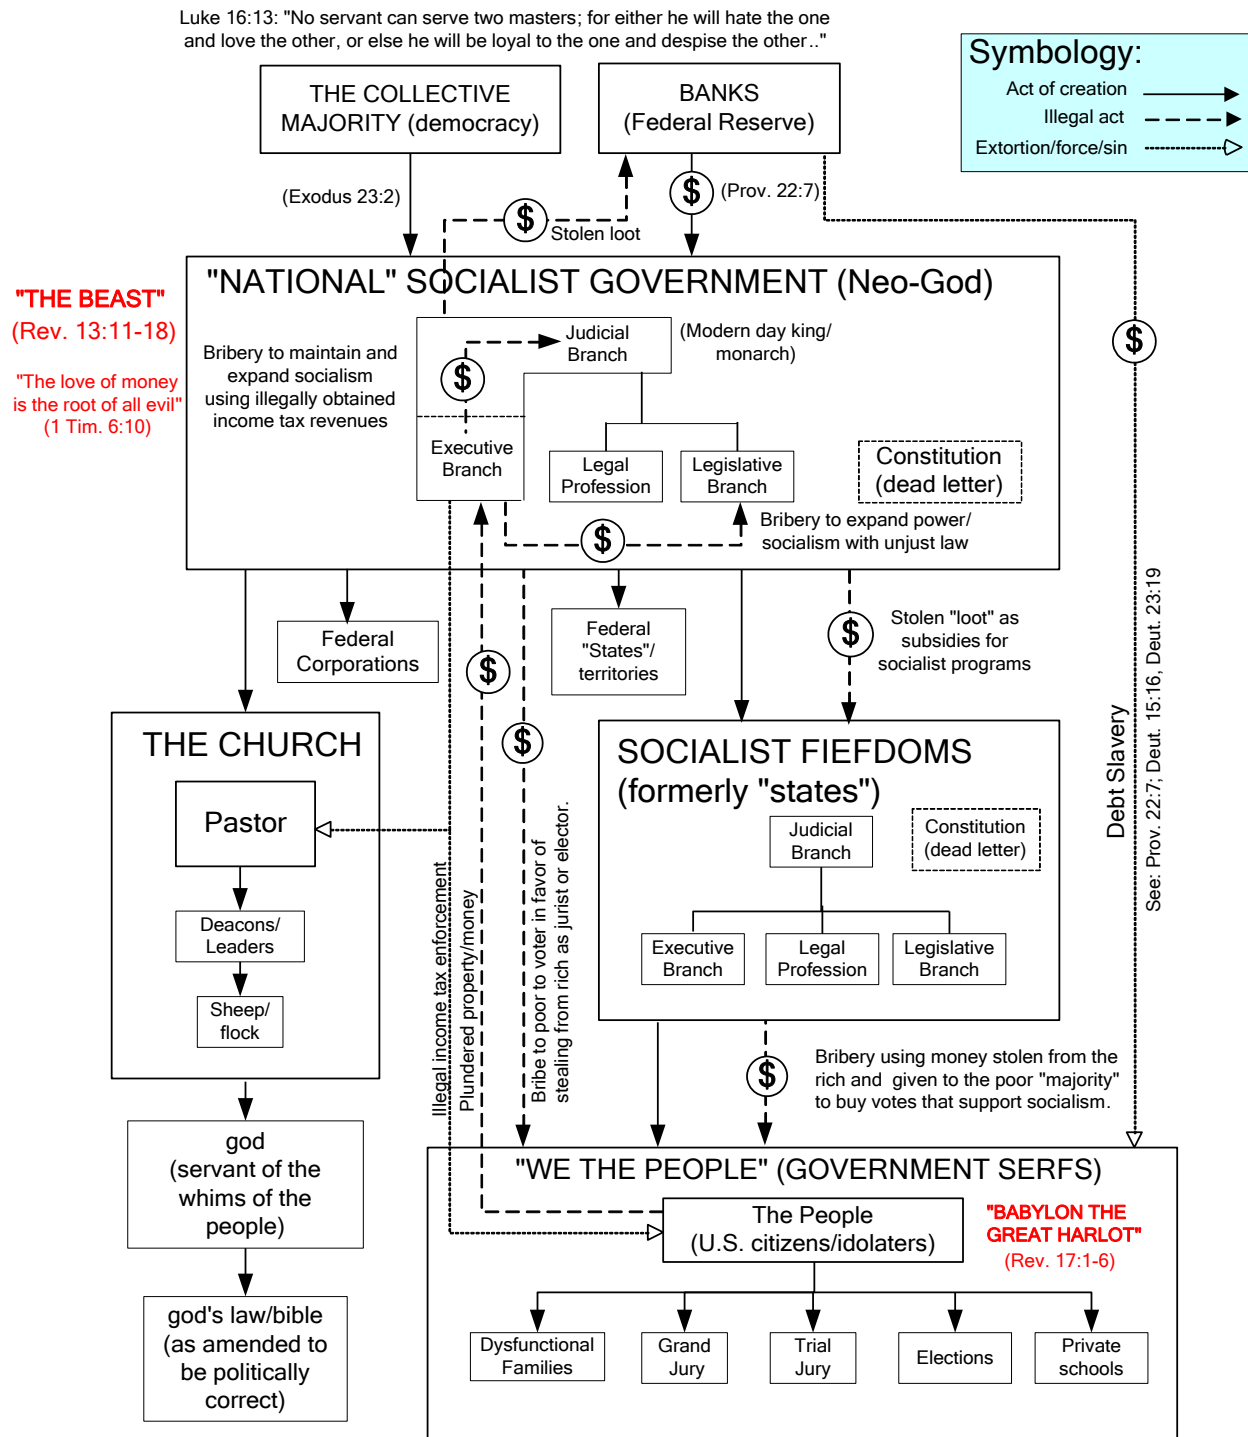 Luke 16:13: "No servant can serve two masters; for either he will hate the one
and love the other, or else he will be loyal to the one and despise the other.."
Symbology:
Act of creation
Illegal act
Extortion/force/sin
THE COLLECTIVE
MAJORITY (democracy)
BANKS
(Federal Reserve)
(Exodus 23:2)
$
(Prov. 22:7)
$
Stolen loot
"NATIONAL" SOCIALIST GOVERNMENT (Neo-God)
"THE BEAST"
(Rev. 13:11-18)
"The love of money
is the root of all evil"
(1 Tim. 6:10)
Bribery to maintain and
expand socialism
using illegally obtained
income tax revenues
Judicial
Branch
(Modern day king/
monarch)
$
$
Executive
Branch
Legal
Profession
Legislative
Branch
Constitution
(dead letter)
$
Bribery to expand power/
socialism with unjust law
Federal
Corporations
Federal
"States"/
territories
$
Stolen "loot" as
subsidies for
socialist programs
$
$
Debt Slavery
See: Prov. 22:7; Deut. 15:16, Deut. 23:19
THE CHURCH
Pastor
Deacons/
Leaders
Sheep/
flock
Illegal income tax enforcement
Plundered property/money
Bribe to poor to voter in favor of
stealing from rich as jurist or elector.
SOCIALIST FIEFDOMS
(formerly "states")
Judicial
Branch
Constitution
(dead letter)
Executive
Branch
Legal
Profession
Legislative
Branch
$
Bribery using money stolen from the
rich and given to the poor "majority"
to buy votes that support socialism.
god
(servant of the
whims of the
people)
god's law/bible
(as amended to
be politically
correct)
"WE THE PEOPLE" (GOVERNMENT SERFS)
The People
(U.S. citizens/idolaters)
"BABYLON THE
GREAT HARLOT"
(Rev. 17:1-6)
Dysfunctional
Families
Grand
Jury
Trial
Jury
Elections
Private
schools